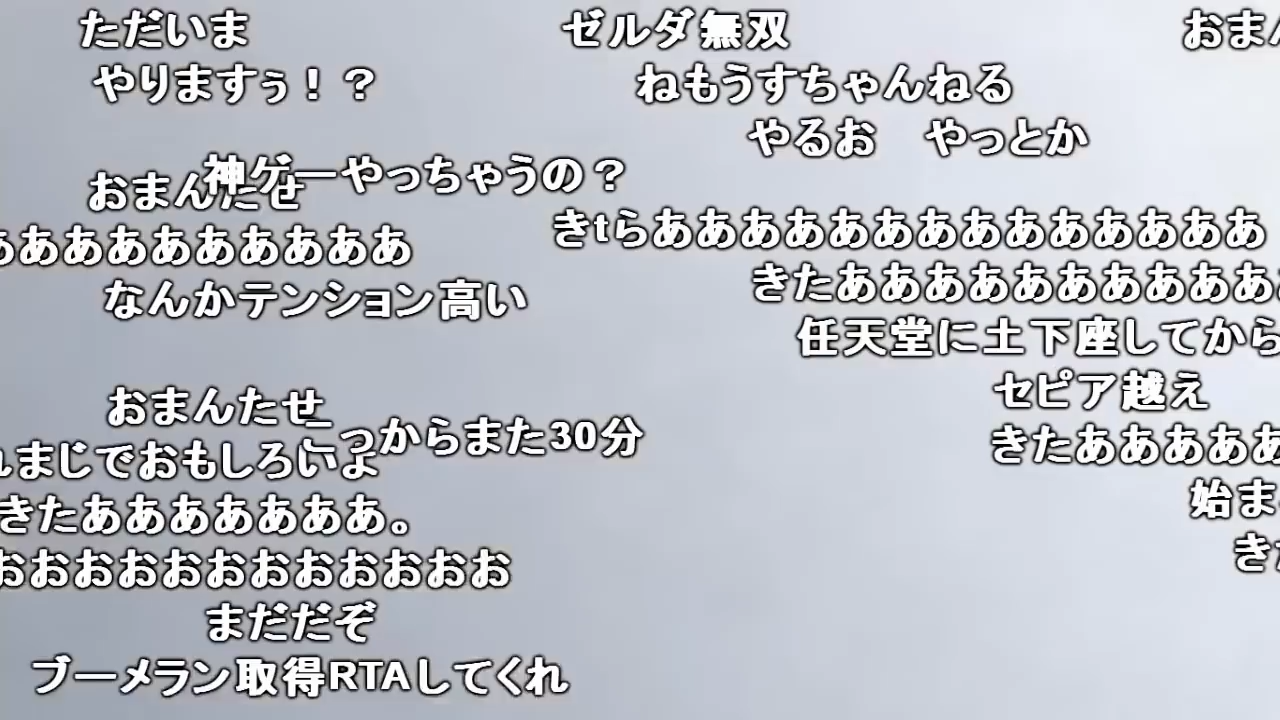 ただいま
ゼルダ無双
おまん
やりますぅ！？
ねもうすちゃんねる
やるお　やっとか
神ゲーやっちゃうの？
おまんたせ
きtらああああああああああああああ
ああああああああああ
きたあああああああああああ
なんかテンション高い
任天堂に土下座してから
セピア越え
おまんたせ
こっからまた30分
きたあああああ
れまじでおもしろいよ
始ま
きたあああああああ。
きた
おおおおおおおおおおおお
まだだぞ
ブーメラン取得RTAしてくれ